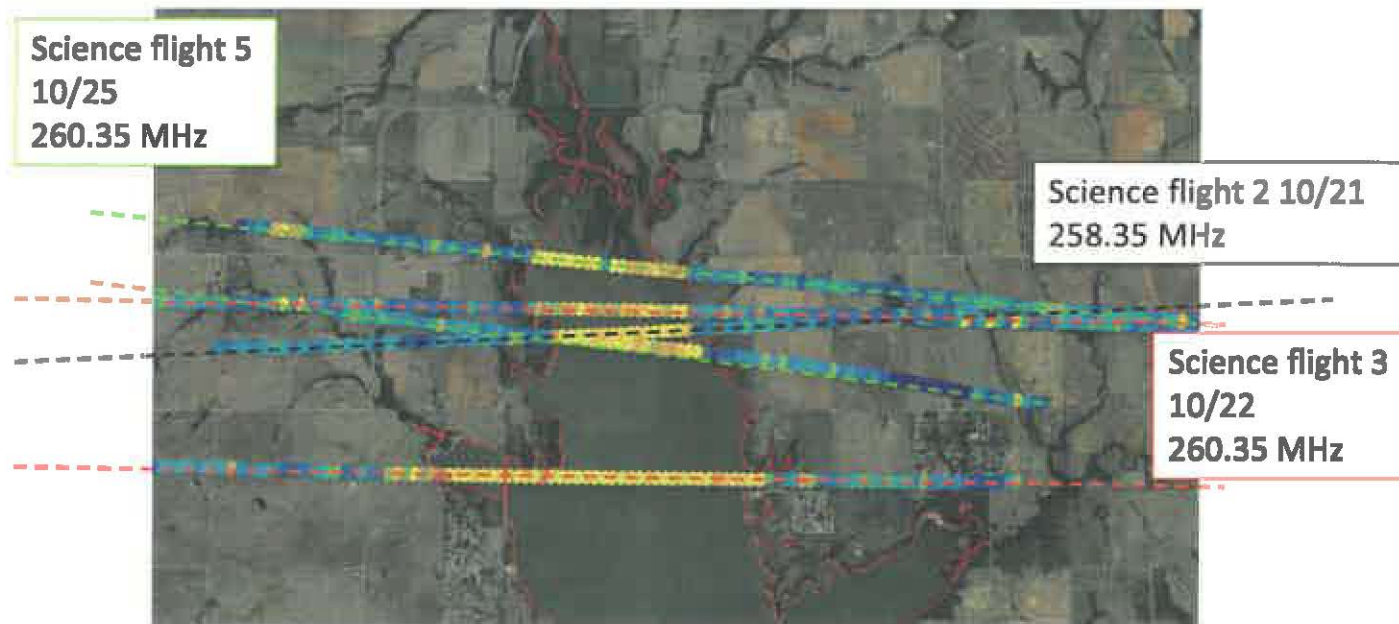 Science flight 5
10/25
260.35 MHz
Science flight 2 10/21
258.35 MHz
Science flight 3
10/22
260.35 MHz